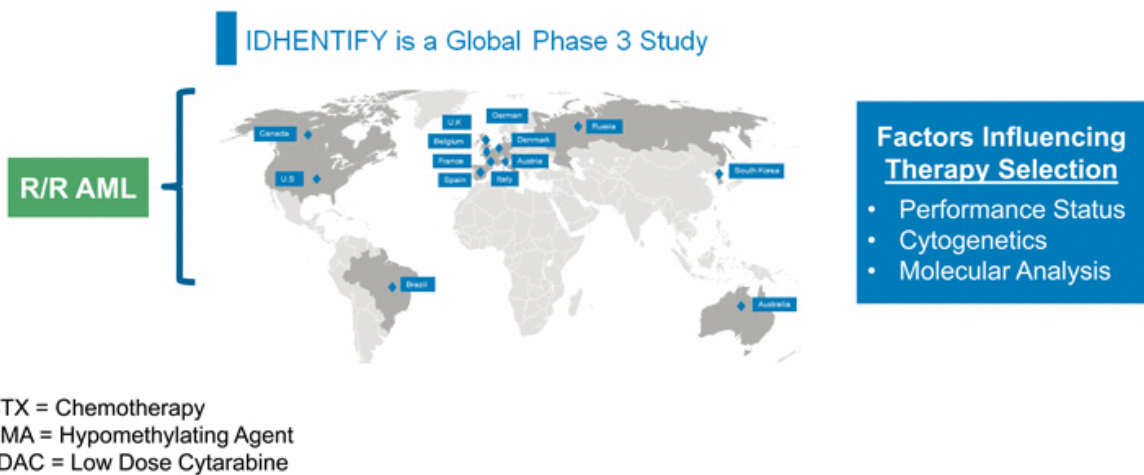 IDHENTIFY is a Global Phase 3 Study
R/R AML
Canada
U.S
Brazil
U.K
German
Belgium
Denmark
France
Austria
Spain
Italy
Russia
South Korea
Australia
Factors Influencing
Therapy Selection
• Performance Status
• Cytogenetics
• Molecular Analysis
TX = Chemotherapy
MA = Hypomethylating Agent
DAC = Low Dose Cytarabine